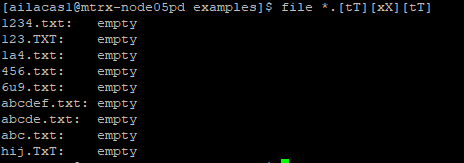 [ailacas1@mtrx-node05pd examples]$ file *.[tT][xX][tT]
1234.txt:   empty
123.TXT:    empty
1a4.txt:    empty
456.txt:    empty
6u9.txt:    empty
abcdef.txt: empty
abcde.txt:  empty
abc.txt:    empty
hij.TxT:    empty